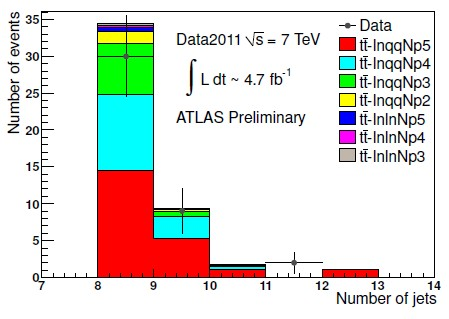 Number of events
35
30
25
20
15
10
5
0
7 8 9 10 11 12 13 14
Number of jets
Data2011 √s = 7 TeV
∫ L dt ~ 4.7 fb⁻¹
ATLAS Preliminary
Data
tt̄-lnqqNp5
tt̄-lnqqNp4
tt̄-lnqqNp3
tt̄-lnqqNp2
tt̄-lnlnNp5
tt̄-lnlnNp4
tt̄-lnlnNp3